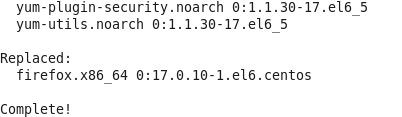 yum-plugin-security.noarch 0:1.1.30-17.el6_5
yum-utils.noarch 0:1.1.30-17.el6_5
Replaced:
firefox.x86_64 0:17.0.10-1.el6.centos
Complete!